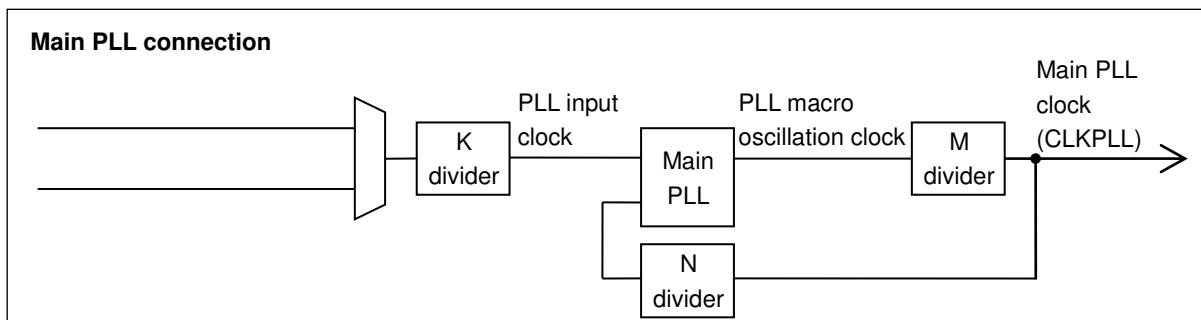 Main PLL connection
K
divider
PLL input
clock
Main
PLL
PLL macro
oscillation clock
M
divider
Main PLL
clock
(CLKPLL)
N
divider